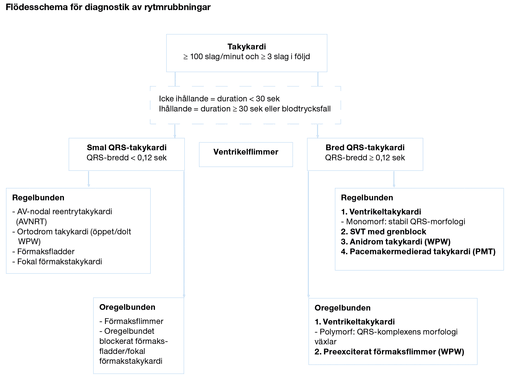 Flödesschema för diagnostik av rytmrubbningar
Takykardi
≥ 100 slag/minut och ≥ 3 slag i följd
Icke ihållande = duration < 30 sek
Ihållande = duration ≥ 30 sek eller blodtrycksfall
Smal QRS-takykardi
QRS-bredd < 0,12 sek
Ventrikelflimmer
Bred QRS-takykardi
QRS-bredd ≥ 0,12 sek
Regelbunden
- AV-nodal reentrytakykardi
(AVNRT)
- Ortodrom takykardi (öppet/dolt
WPW)
- Förmaksfladder
- Fokal förmakstakykardi
Regelbunden
1. Ventrikeltakykardi
- Monomorf: stabil QRS-morfologi
2. SVT med grenblock
3. Anidrom takykardi (WPW)
4. Pacemakermedierad takykardi (PMT)
Oregelbunden
- Förmaksflimmer
- Oregelbundet
blockerat förmaks-
fladder/fokal
förmakstakykardi
Oregelbunden
1. Ventrikeltakykardi
- Polymorf: QRS-komplexens morfologi
växlar
2. Preexciterat förmaksflimmer (WPW)